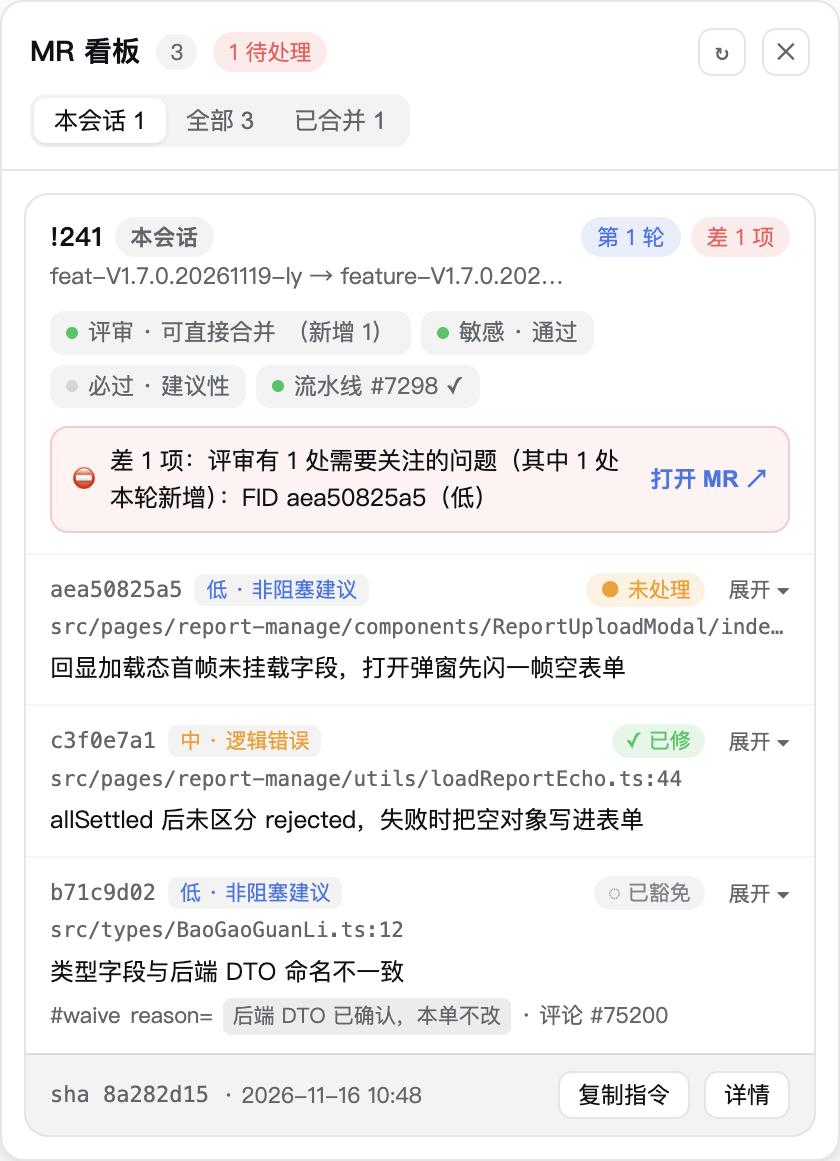 MR 看板 3 1 待处理 ↻ ✕
本会话 1 全部 3 已合并 1
!241 本会话 第 1 轮 差 1 项
feat-V1.7.0.20261119-ly → feature-V1.7.0.202…
评审 · 可直接合并 （新增 1） 敏感 · 通过
必过 · 建议性 流水线 #7298 ✓
差 1 项：评审有 1 处需要关注的问题（其中 1 处
本轮新增）：FID aea50825a5（低）
打开 MR ↗
aea50825a5 低 · 非阻塞建议 未处理 展开
src/pages/report-manage/components/ReportUploadModal/inde…
回显加载态首帧未挂载字段，打开弹窗先闪一帧空表单
c3f0e7a1 中 · 逻辑错误 ✓ 已修 展开
src/pages/report-manage/utils/loadReportEcho.ts:44
allSettled 后未区分 rejected，失败时把空对象写进表单
b71c9d02 低 · 非阻塞建议 已豁免 展开
src/types/BaoGaoGuanLi.ts:12
类型字段与后端 DTO 命名不一致
#waive reason= 后端 DTO 已确认，本单不改 · 评论 #75200
sha 8a282d15 · 2026-11-16 10:48 复制指令 详情